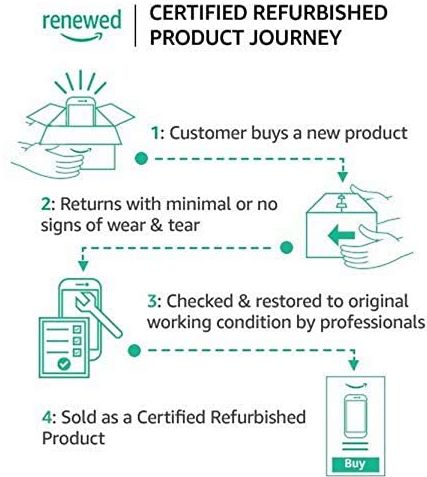 renewed
CERTIFIED REFURBISHED
PRODUCT JOURNEY
1: Customer buys a new product
2: Returns with minimal or no
signs of wear & tear
3: Checked & restored to original
working condition by professionals
4: Sold as a Certified Refurbished
Product
Buy